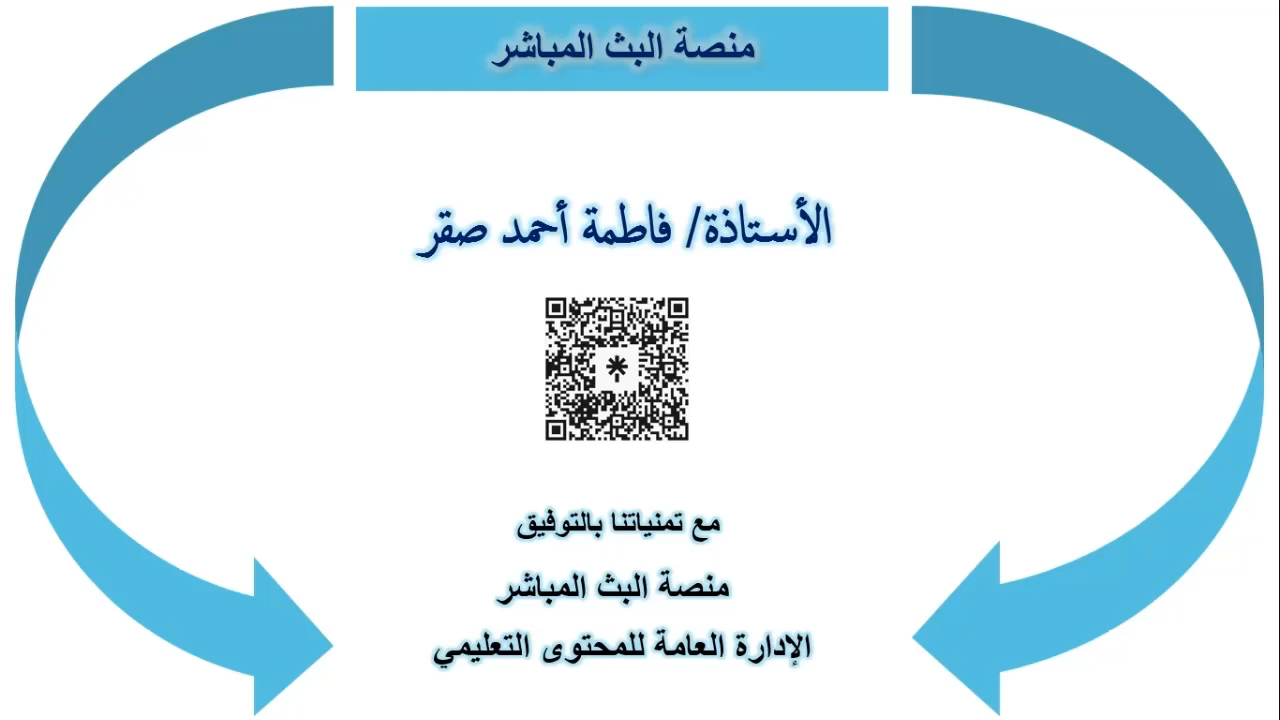 منصة البث المباشر
الأستاذة/ فاطمة أحمد صقر
مع تمنياتنا بالتوفيق
منصة البث المباشر
الإدارة العامة للمحتوى التعليمي